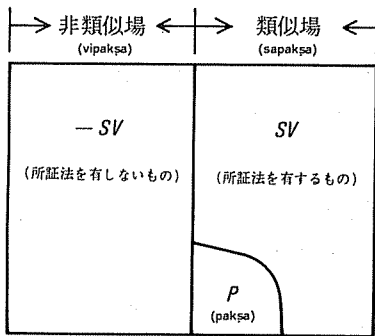 非類似場 類似場
(vipakṣa) (sapakṣa)
－SV SV
(所証法を有しないもの) (所証法を有するもの)
P
(pakṣa)